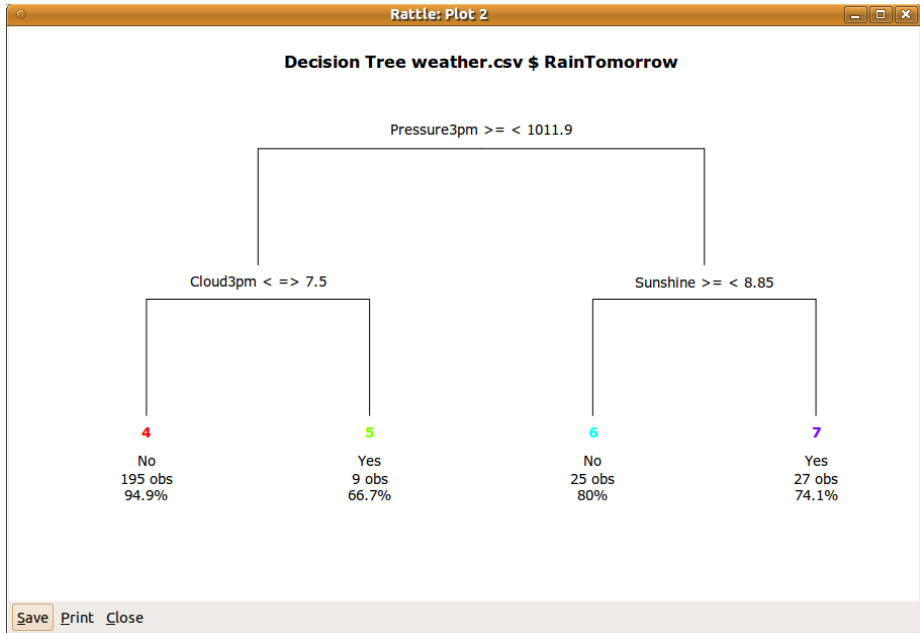 Rattle: Plot 2
Decision Tree weather.csv $ RainTomorrow
Pressure3pm >= < 1011.9
Cloud3pm < => 7.5
Sunshine >= < 8.85
4
No
195 obs
94.9%
5
Yes
9 obs
66.7%
6
No
25 obs
80%
7
Yes
27 obs
74.1%
Save Print Close